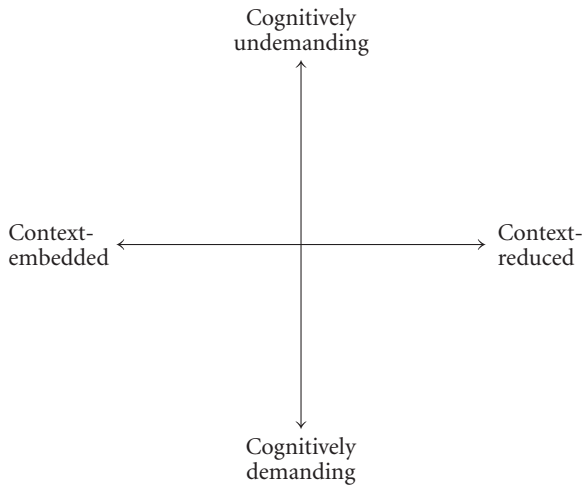 Cognitively
undemanding
Context-
embedded
Context-
reduced
Cognitively
demanding